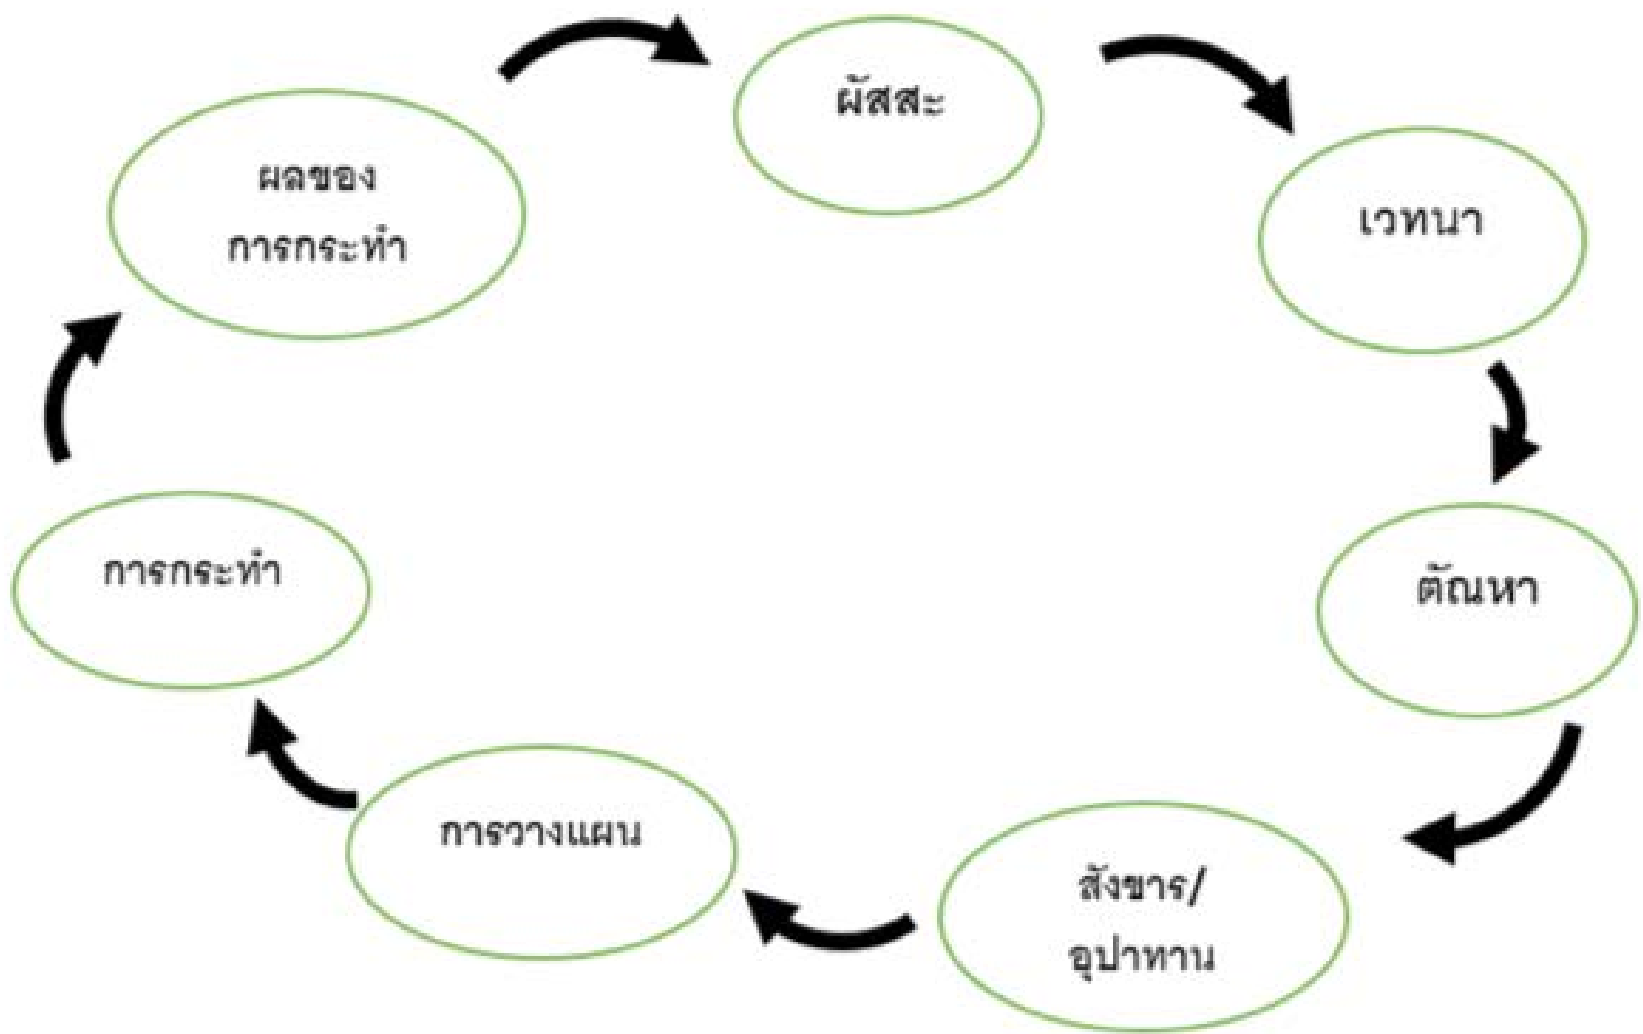 ผัสสะ
เวทนา
ตัณหา
สังขาร/
อุปาทาน
การวางแผน
การกระทำ
ผลของ
การกระทำ